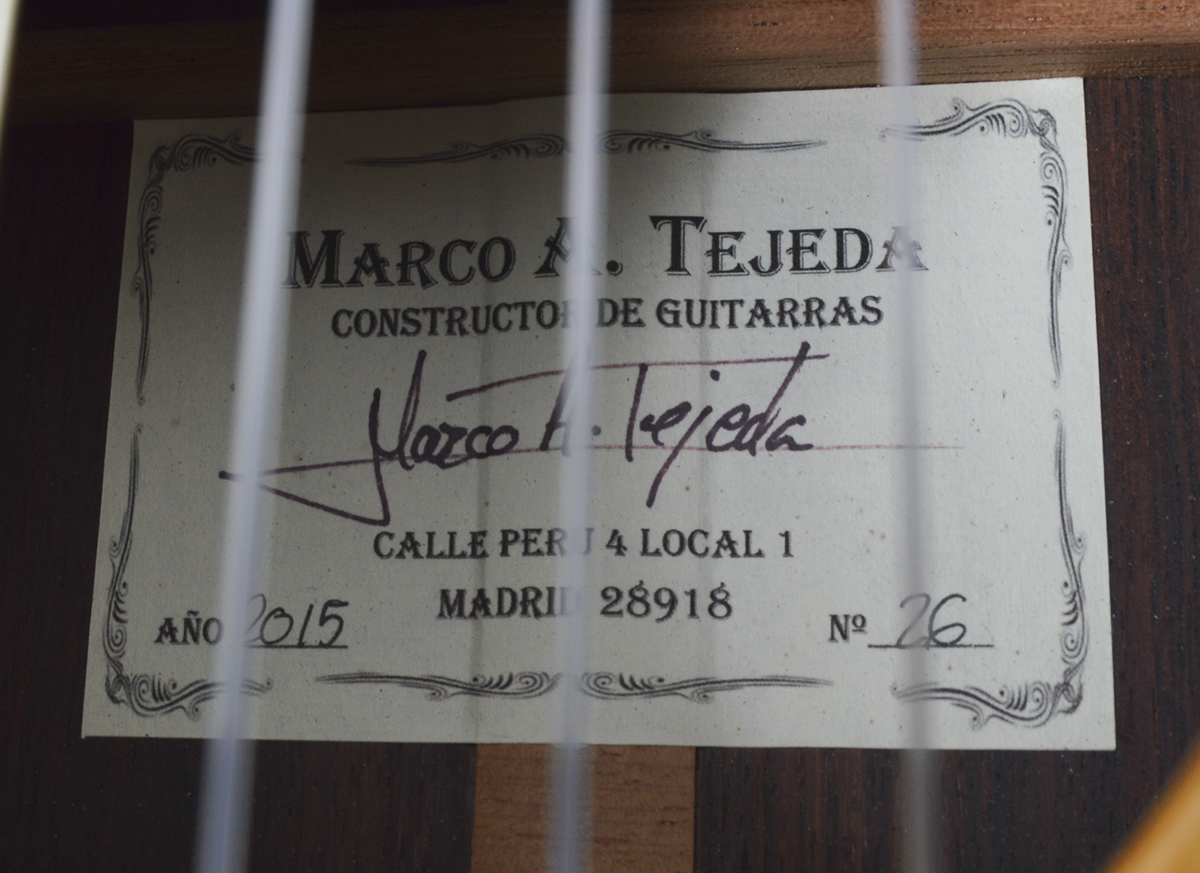 MARCO A. TEJEDA
CONSTRUCTOR DE GUITARRAS
Marco A. Tejeda
CALLE PERU 4 LOCAL 1
MADRID 28918
AÑO 2015
Nº 26